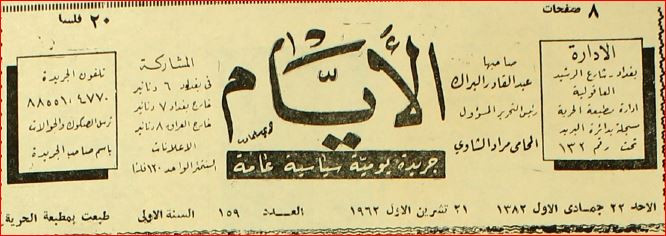 ٨ صفحات
٢٠ فلسا
الادارة
بغداد - شارع الرشيد
العاقولية
ادارة مطبعة الحرية
مسجلة بدائرة البريد
تحت رقم ١٣٢
صاحبها
عبد القادر البراك
رئيس التحرير المسؤول
المحامي مراد الشاوي
الأيام
جريدة يومية سياسية عامة
المشاركة
في بغداد ٦ دنانير
خارج بغداد ٧ دنانير
خارج العراق ٨ دنانير
الاعلانات
السنتمتر الواحد ١٢٠ فلسا
تلفون الجريدة
٤٧٧٠ / ٨٨٥٥٦
ترسل الصكوك والحوالات
باسم صاحب الجريدة
الاحد ٢٢ جمادى الاول ١٣٨٢
٢١ تشرين الاول ١٩٦٢
العدد ١٥٩
السنة الاولى
طبعت بمطبعة الحرية